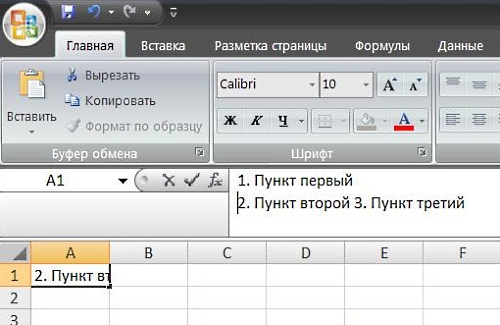 Главная Вставка Разметка страницы Формулы Данные
Вставить
Вырезать
Копировать
Формат по образцу
Буфер обмена
Calibri 10 А А
Ж К Ч А
Шрифт
A1 fx 1. Пункт первый
2. Пункт второй 3. Пункт третий
A B C D E F
1 2. Пункт вт
2
3